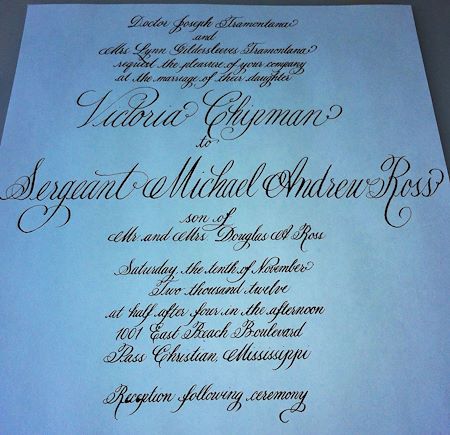 Doctor Joseph Tramontana
and
Mrs Lynn Gildersleeves Tramontana
request the pleasure of your company
at the marriage of their daughter
Victoria Chipman
to
Sergeant Michael Andrew Ross
son of
Mr. and Mrs Douglas A Ross
Saturday the tenth of November
Two thousand twelve
at half after four in the afternoon
1001 East Beach Boulevard
Pass Christian, Mississippi
Reception following ceremony